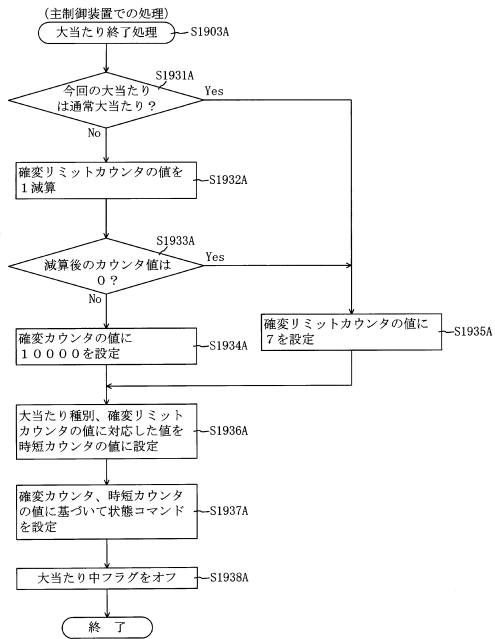 (主制御装置での処理)
大当たり終了処理
S1903A
S1931A
今回の大当たり
は通常大当たり?
Yes
No
確変リミットカウンタの値を
1減算
S1932A
S1933A
減算後のカウンタ値は
0?
Yes
No
確変カウンタの値に
10000を設定
S1934A
確変リミットカウンタの値に
7を設定
S1935A
大当たり種別、確変リミット
カウンタの値に対応した値を
時短カウンタの値に設定
S1936A
確変カウンタ、時短カウンタ
の値に基づいて状態コマンド
を設定
S1937A
大当たり中フラグをオフ
S1938A
終 了